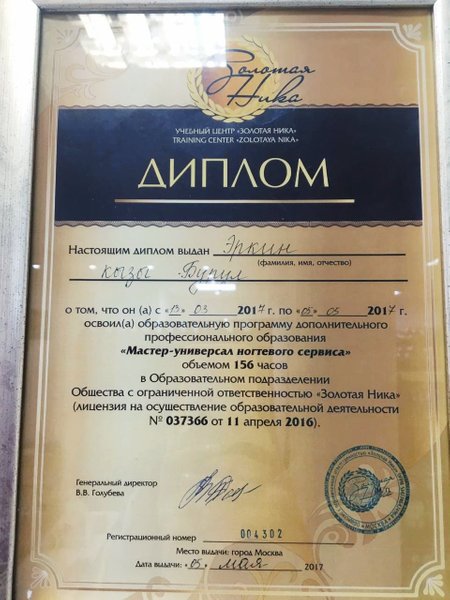 Золотая
Ника
УЧЕБНЫЙ ЦЕНТР «ЗОЛОТАЯ НИКА»
TRAINING CENTER «ZOLOTAYA NIKA»
ДИПЛОМ
Настоящим диплом выдан Эркин
(фамилия, имя, отчество)
кызы
о том, что он (а) с «13» 03 2017 г. по «05» 05 2017 г.
освоил(а) образовательную программу дополнительного
профессионального образования
«Мастер-универсал ногтевого сервиса»
объемом 156 часов
в Образовательном подразделении
Общества с ограниченной ответственностью «Золотая Ника»
(лицензия на осуществление образовательной деятельности
№ 037366 от 11 апреля 2016).
Генеральный директор
В.В. Голубева
Регистрационный номер 004302
Место выдачи: город Москва
Дата выдачи: «05» мая 2017